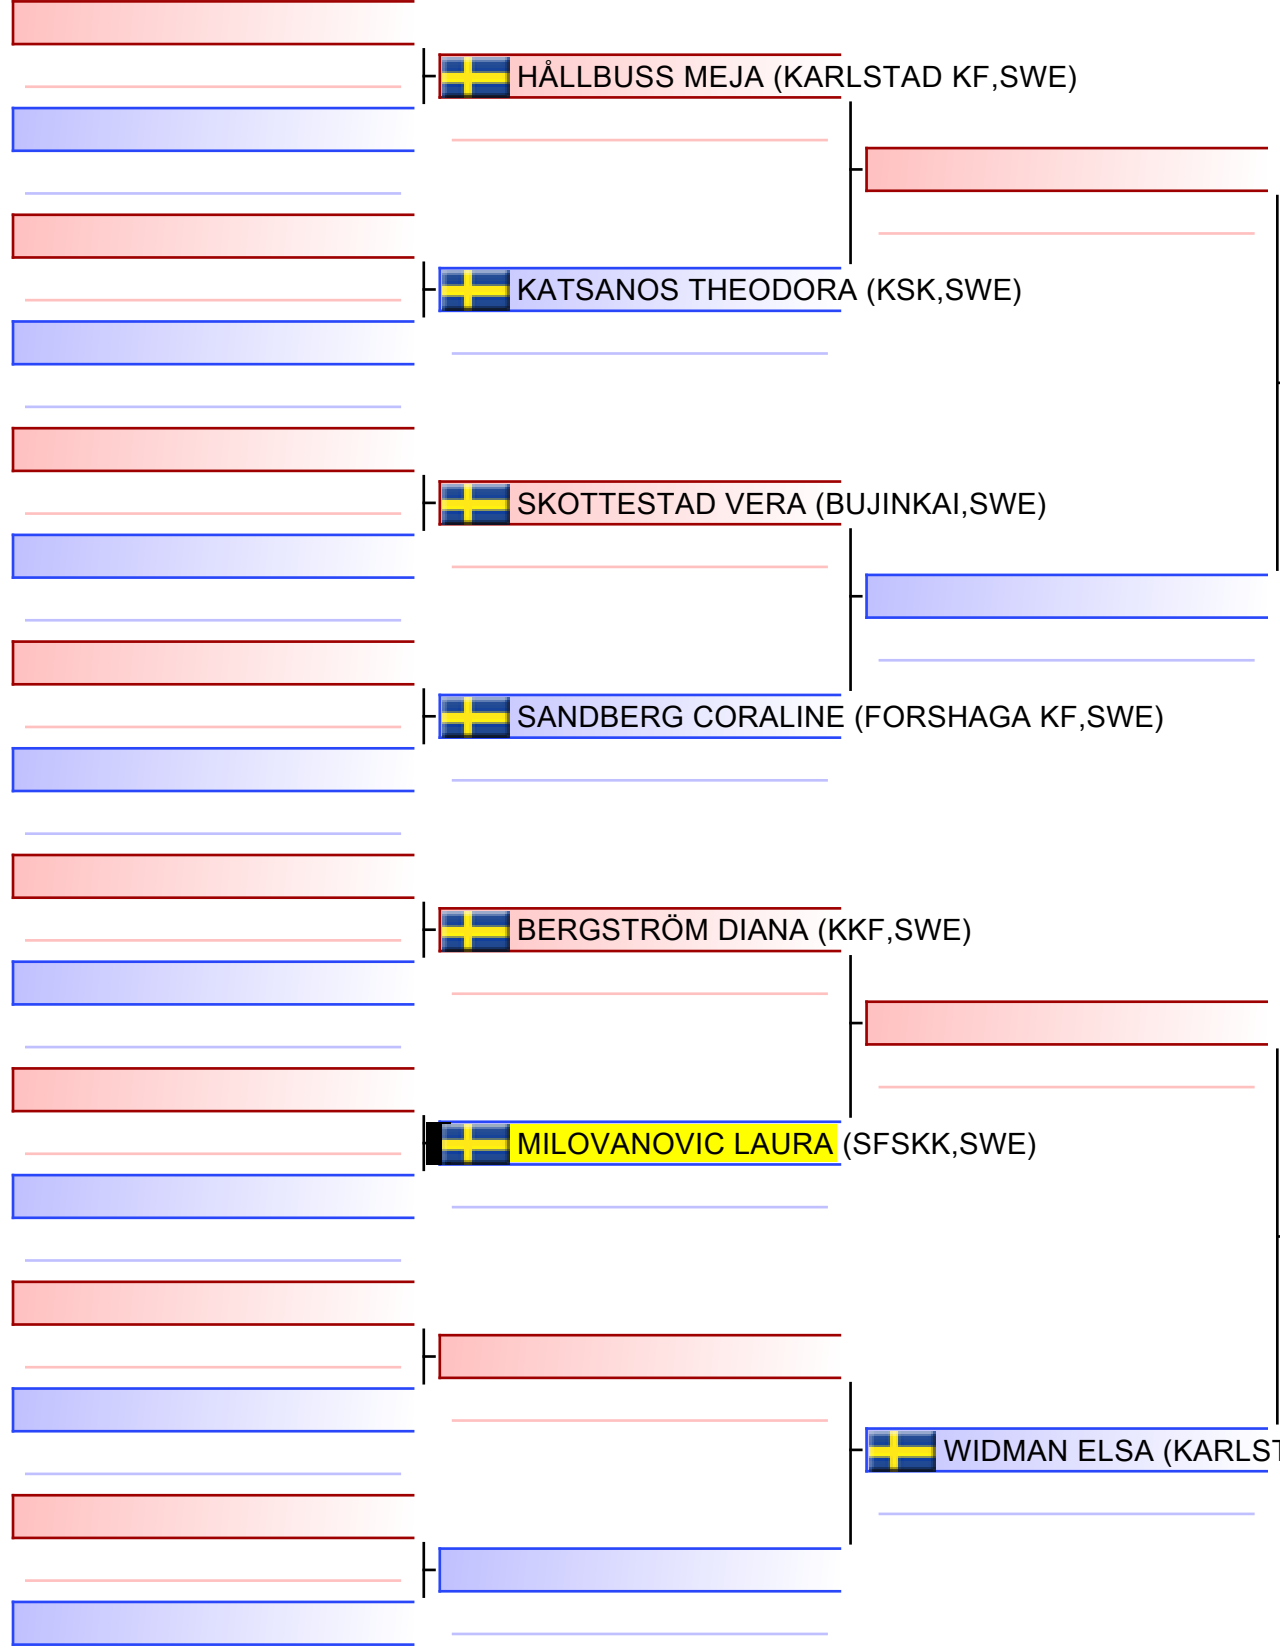 HÅLLBUSS MEJA (KARLSTAD KF,SWE)
KATSANOS THEODORA (KSK,SWE)
SKOTTESTAD VERA (BUJINKAI,SWE)
SANDBERG CORALINE (FORSHAGA KF,SWE)
BERGSTRÖM DIANA (KKF,SWE)
MILOVANOVIC LAURA (SFSKK,SWE)
WIDMAN ELSA (KARLST